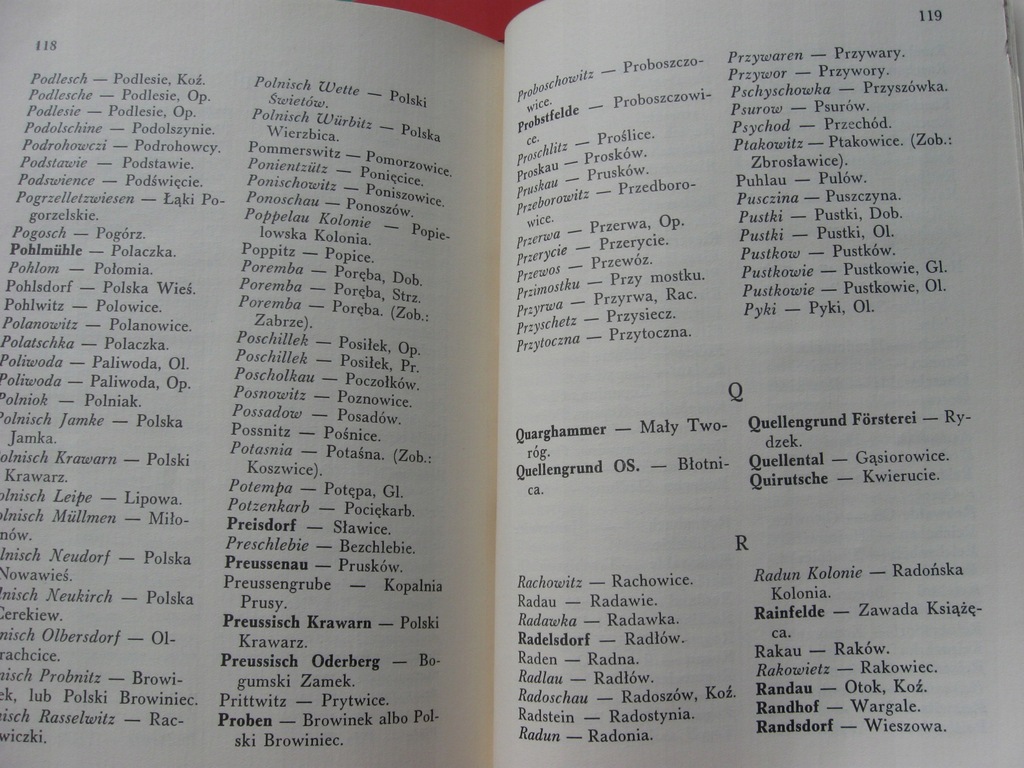 118
Podlesch — Podlesie, Koź.
Podlesche — Podlesie, Op.
Podlesie — Podlesie, Op.
Podolschine — Podolszynie.
Podrohowczi — Podrohowcy.
Podstawie — Podstawie.
Podswience — Podświęcie.
Pogrzelletzwiesen — Łąki Po-
gorzelskie.
Pogosch — Pogórz.
Pohlmühle — Polaczka.
Pohlom — Połomia.
Pohlsdorf — Polska Wieś.
Pohlwitz — Polowice.
Polanowitz — Polanowice.
Polatschka — Polaczka.
Poliwoda — Paliwoda, Ol.
Poliwoda — Paliwoda, Op.
Polniok — Polniak.
Polnisch Jamke — Polska
Jamka.
olnisch Krawarn — Polski
Krawarz.
olnisch Leipe — Lipowa.
olnisch Müllmen — Miło-
nów.
lnisch Neudorf — Polska
Nowawieś.
lnisch Neukirch — Polska
Cerekiew.
nisch Olbersdorf — Ol-
rachcice.
nisch Probnitz — Browi-
ek, lub Polski Browiniec.
nisch Rasselwitz — Rac-
wiczki.
Polnisch Wette — Polski
Świetów.
Polnisch Würbitz — Polska
Wierzbica.
Pommerswitz — Pomorzowice.
Ponientzütz — Ponięcice.
Ponischowitz — Poniszowice.
Ponoschau — Ponoszów.
Poppelau Kolonie — Popie-
lowska Kolonia.
Poppitz — Popice.
Poremba — Poręba, Dob.
Poremba — Poręba, Strz.
Poremba — Poręba. (Zob.:
Zabrze).
Poschillek — Posiłek, Op.
Poschillek — Posiłek, Pr.
Poscholkau — Poczołków.
Posnowitz — Poznowice.
Possadow — Posadów.
Possnitz — Pośnice.
Potasnia — Potaśna. (Zob.:
Koszwice).
Potempa — Potępa, Gl.
Potzenkarb — Pociękarb.
Preisdorf — Sławice.
Preschlebie — Bezchlebie.
Preussenau — Prusków.
Preussengrube — Kopalnia
Prusy.
Preussisch Krawarn — Polski
Krawarz.
Preussisch Oderberg — Bo-
gumski Zamek.
Prittwitz — Prytwice.
Proben — Browinek albo Pol-
ski Browiniec.
119
Proboschowitz — Proboszczo-
wice.
Probstfelde — Proboszczowi-
ce.
Proschlitz — Proślice.
Proskau — Prosków.
Pruskau — Prusków.
Przeborowitz — Przedboro-
wice.
Przerwa — Przerwa, Op.
Przerycie — Przerycie.
Przewos — Przewóz.
Przimostku — Przy mostku.
Przyrwa — Przyrwa, Rac.
Przyschetz — Przysiecz.
Przytoczna — Przytoczna.
Przywaren — Przywary.
Przywor — Przywory.
Pschyschowka — Przyszówka.
Psurow — Psurów.
Psychod — Przechód.
Ptakowitz — Ptakowice. (Zob.:
Zbrosławice).
Puhlau — Pulów.
Pusczina — Puszczyna.
Pustki — Pustki, Dob.
Pustki — Pustki, Ol.
Pustkow — Pustków.
Pustkowie — Pustkowie, Gl.
Pustkowie — Pustkowie, Ol.
Pyki — Pyki, Ol.
Q
Quarghammer — Mały Two-
róg.
Quellengrund OS. — Błotni-
ca.
Quellengrund Försterei — Ry-
dzek.
Quellental — Gąsiorowice.
Quirutsche — Kwierucie.
R
Rachowitz — Rachowice.
Radau — Radawie.
Radawka — Radawka.
Radelsdorf — Radłów.
Raden — Radna.
Radlau — Radłów.
Radoschau — Radoszów, Koź.
Radstein — Radostynia.
Radun — Radonia.
Radun Kolonie — Radońska
Kolonia.
Rainfelde — Zawada Książę-
ca.
Rakau — Raków.
Rakowietz — Rakowiec.
Randau — Otok, Koź.
Randhof — Wargale.
Randsdorf — Wieszowa.